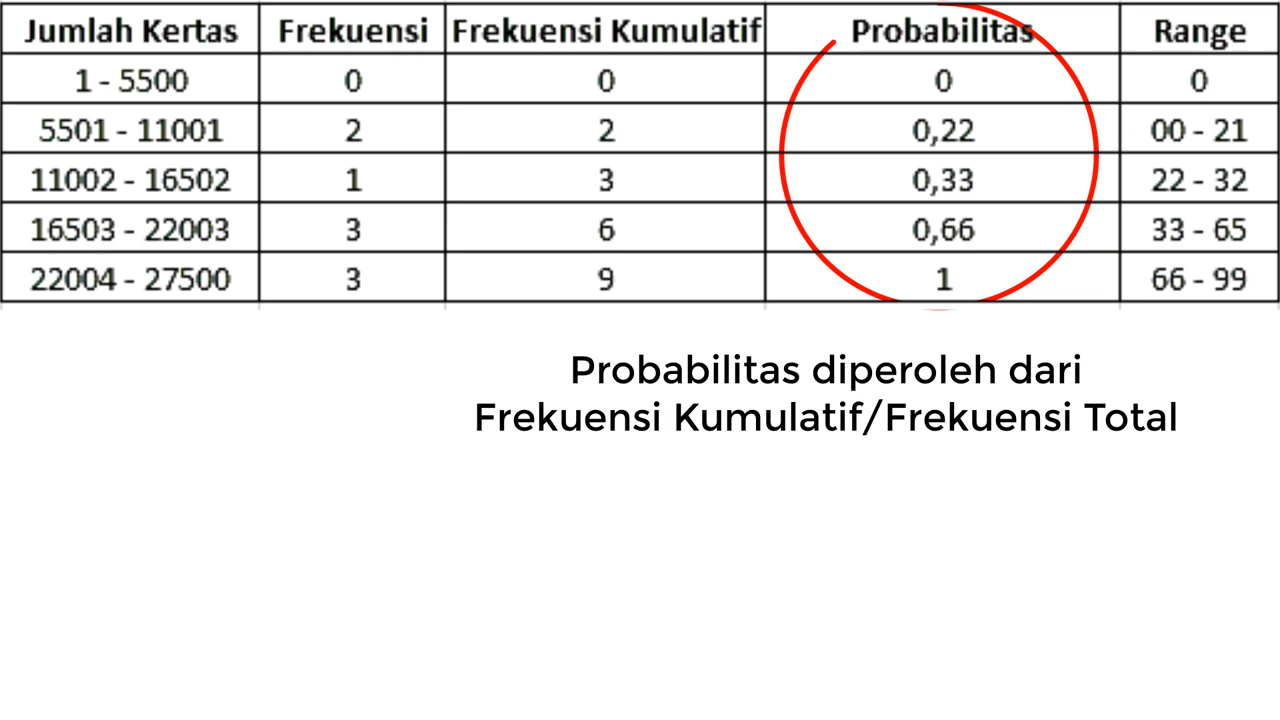 Jumlah Kertas Frekuensi Frekuensi Kumulatif Probabilitas Range
1 - 5500 0 0 0 0
5501 - 11001 2 2 0,22 00 - 21
11002 - 16502 1 3 0,33 22 - 32
16503 - 22003 3 6 0,66 33 - 65
22004 - 27500 3 9 1 66 - 99
Probabilitas diperoleh dari
Frekuensi Kumulatif/Frekuensi Total